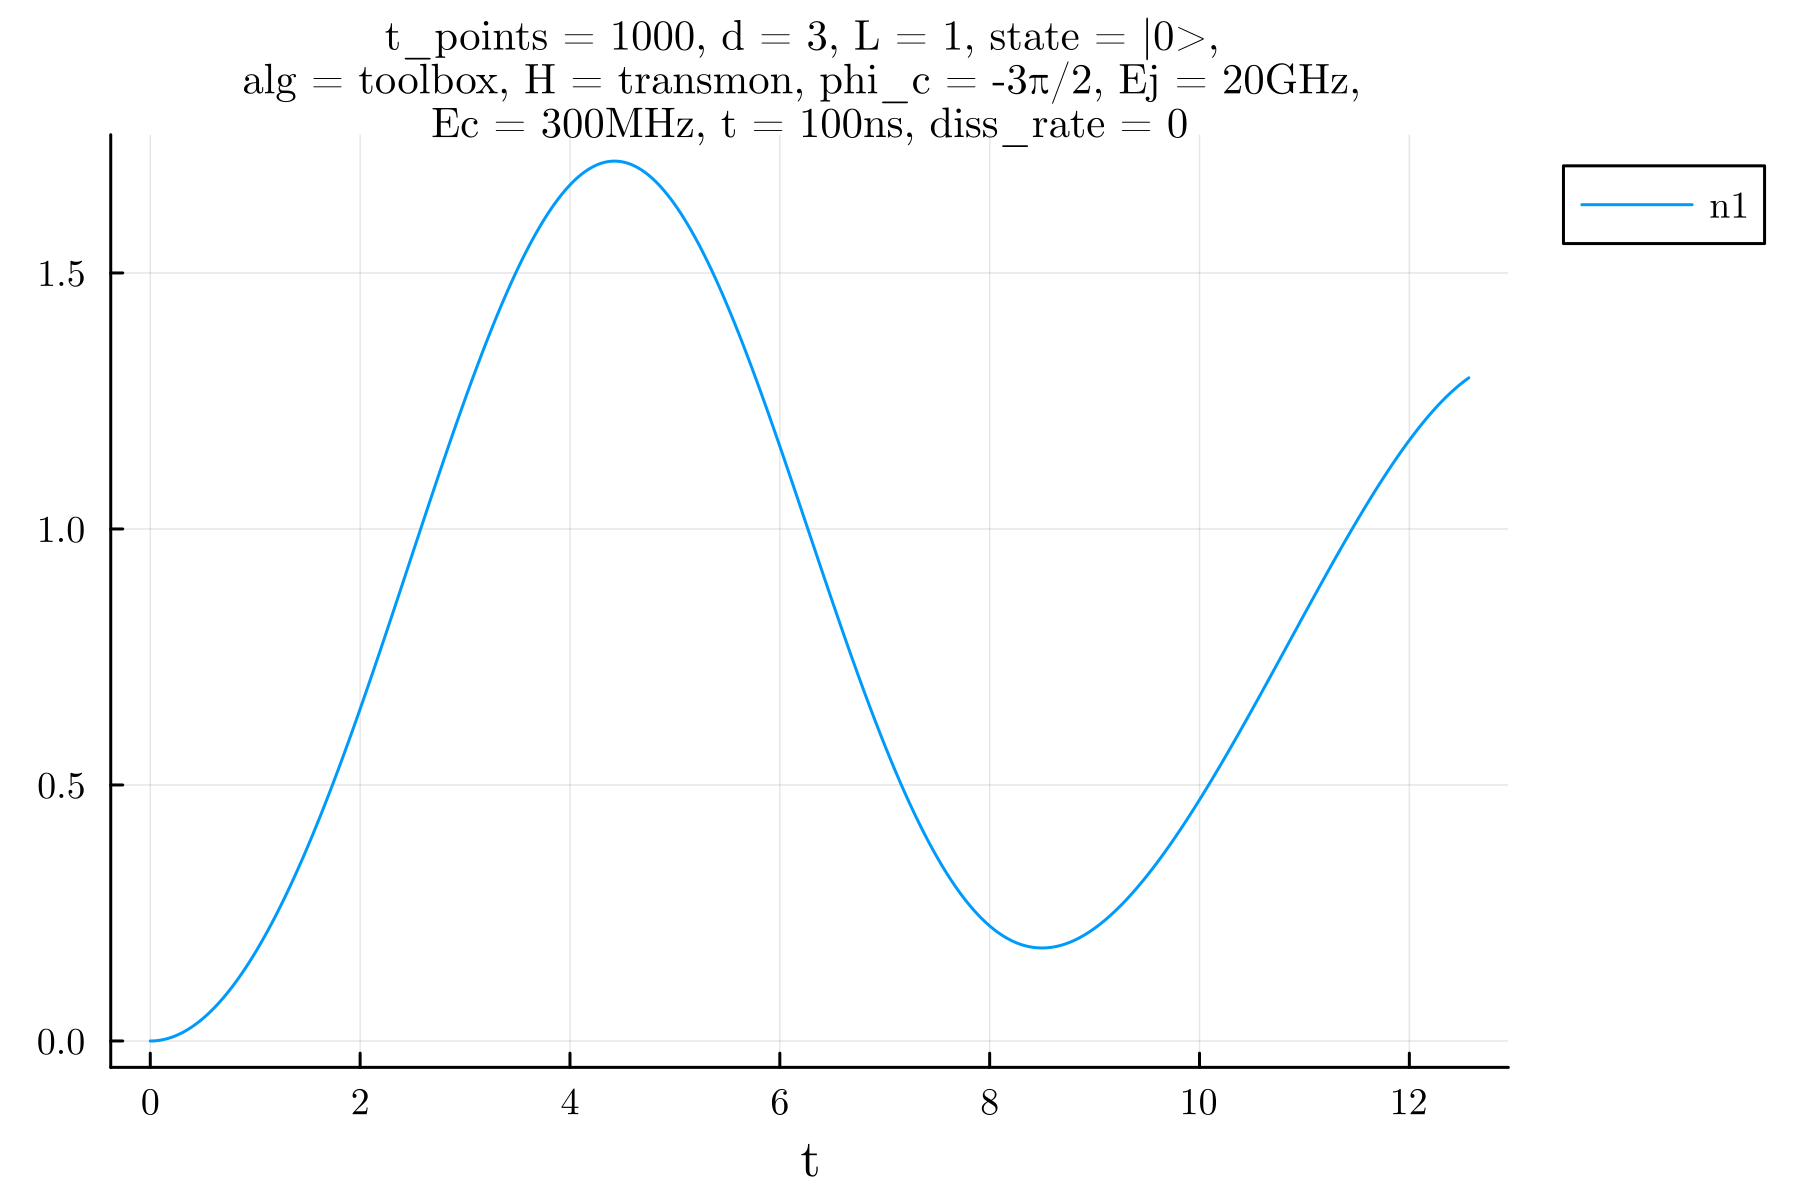 t_points = 1000, d = 3, L = 1, state = |0>,
alg = toolbox, H = transmon, phi_c = -3π/2, Ej = 20GHz,
Ec = 300MHz, t = 100ns, diss_rate = 0
n1
1.5
1.0
0.5
0.0
0 2 4 6 8 10 12
t